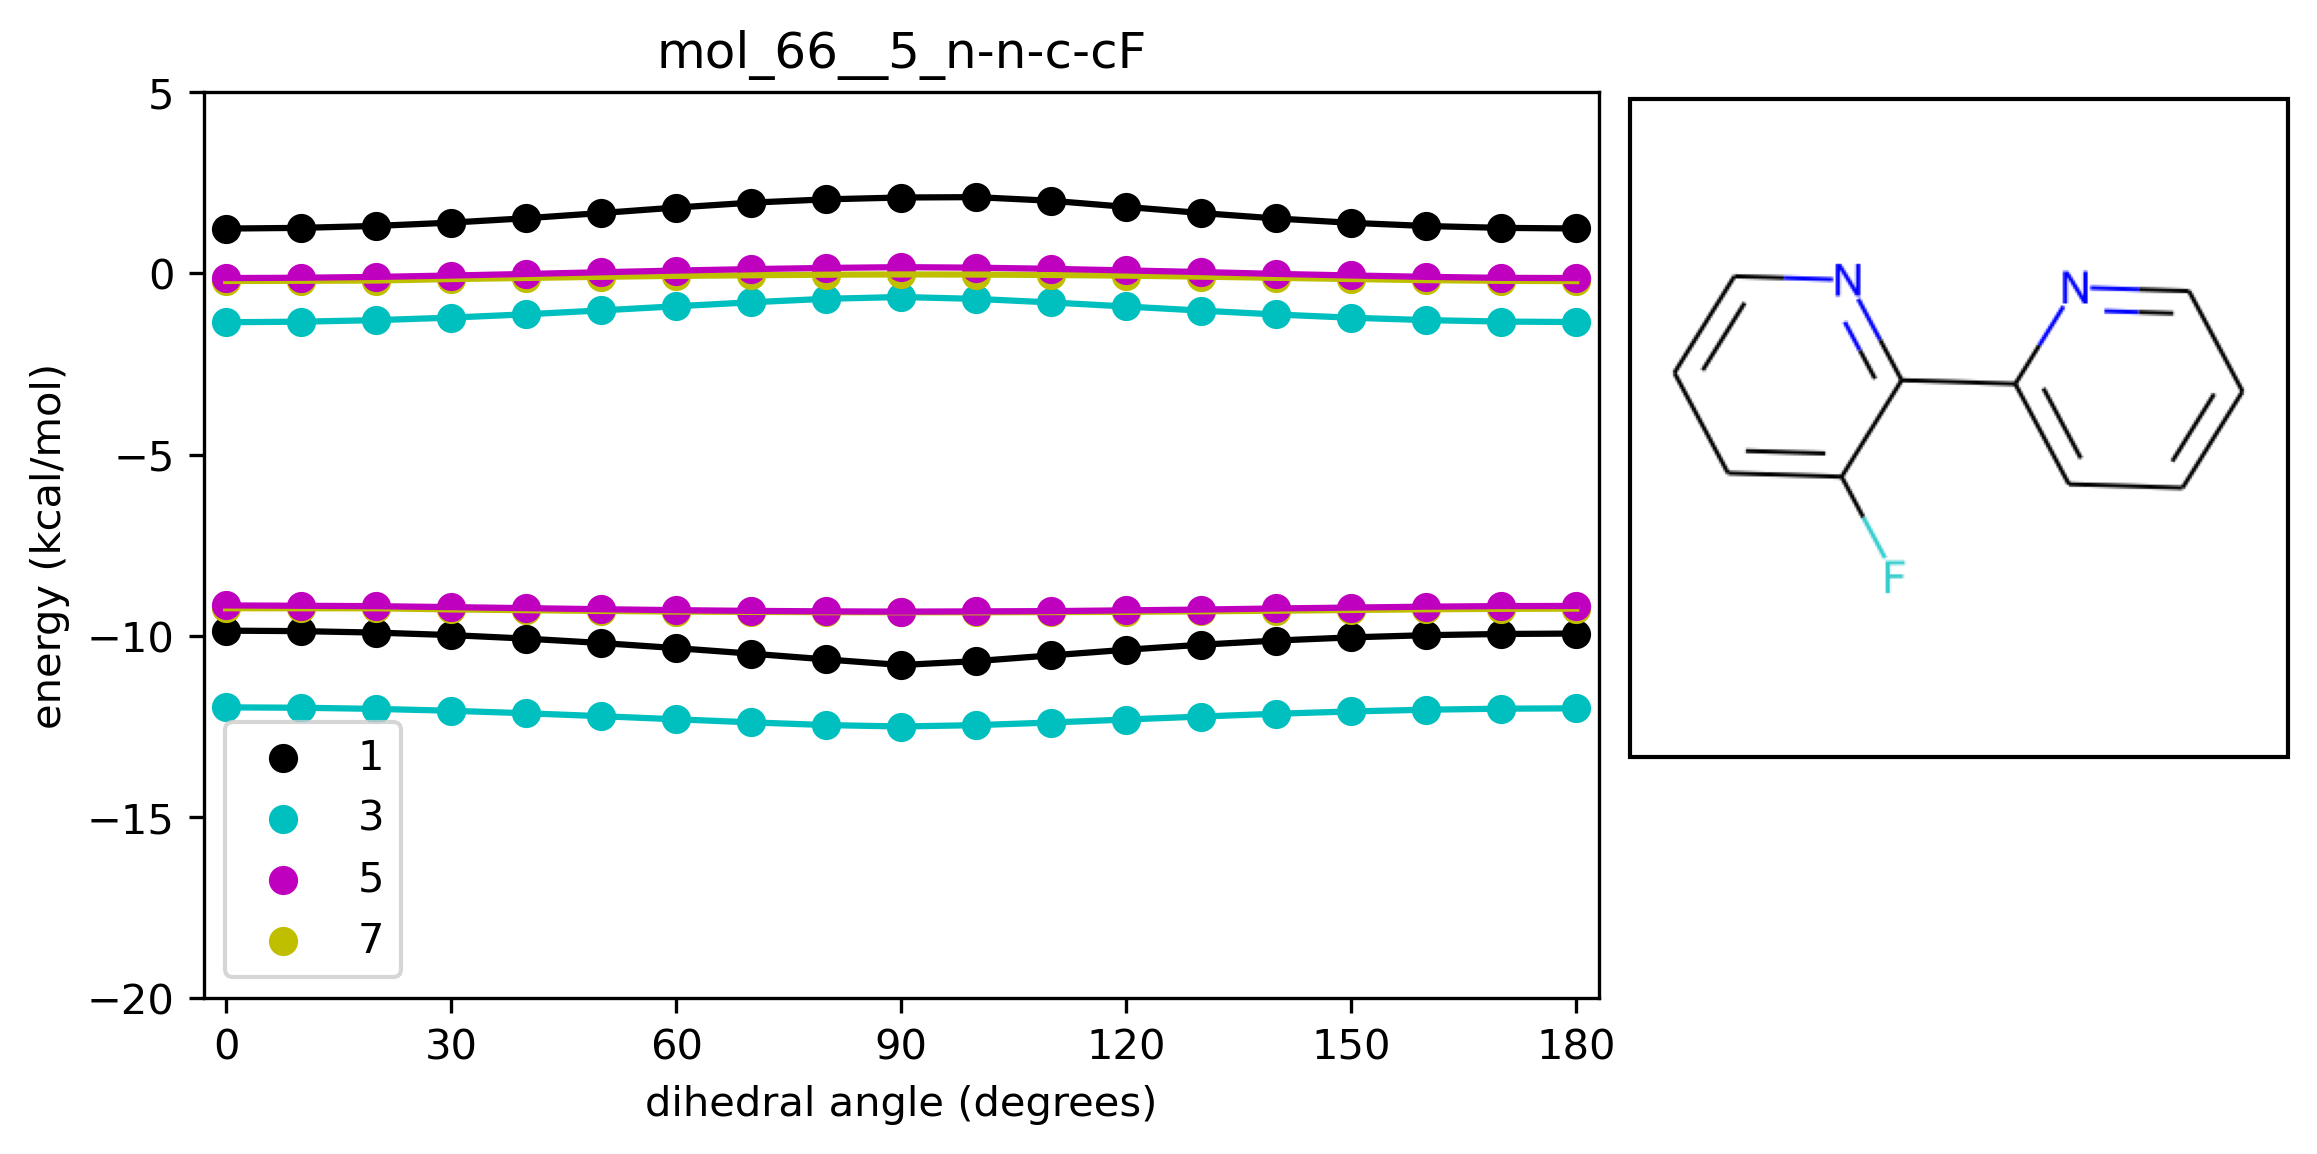 mol_66__5_n-n-c-cF
energy (kcal/mol)
5
0
−5
−10
−15
−20
1
3
5
7
0 30 60 90 120 150 180
dihedral angle (degrees)
N
N
F